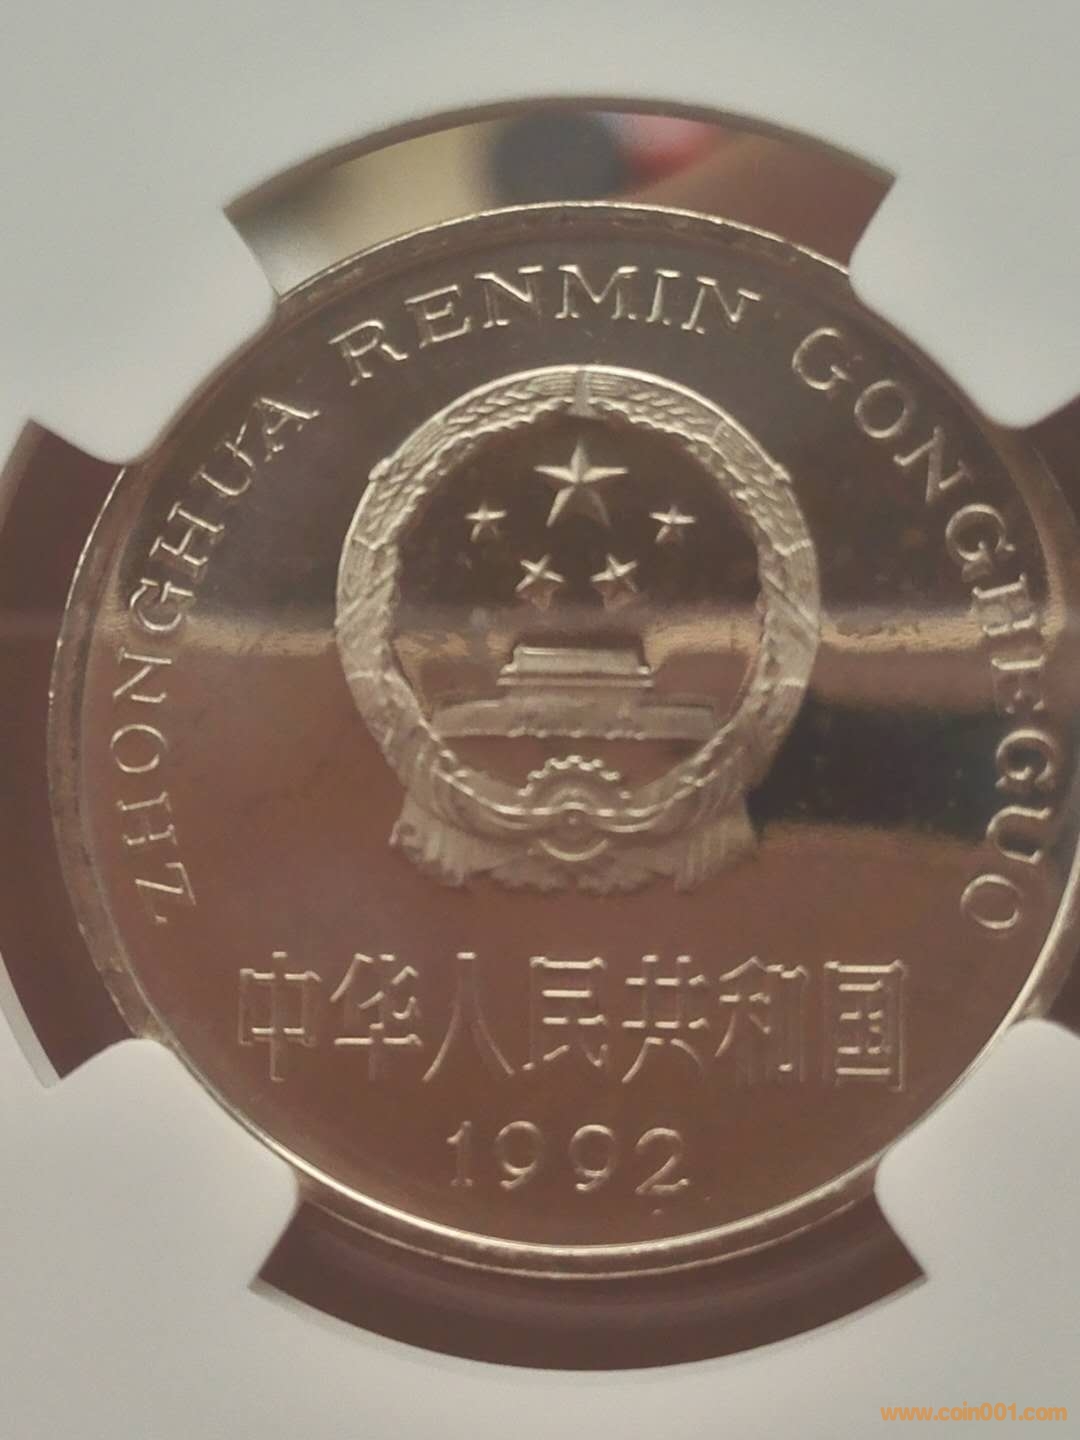 ZHONGHUA RENMIN GONGHEGUO
中华人民共和国
1992
www.coin001.com